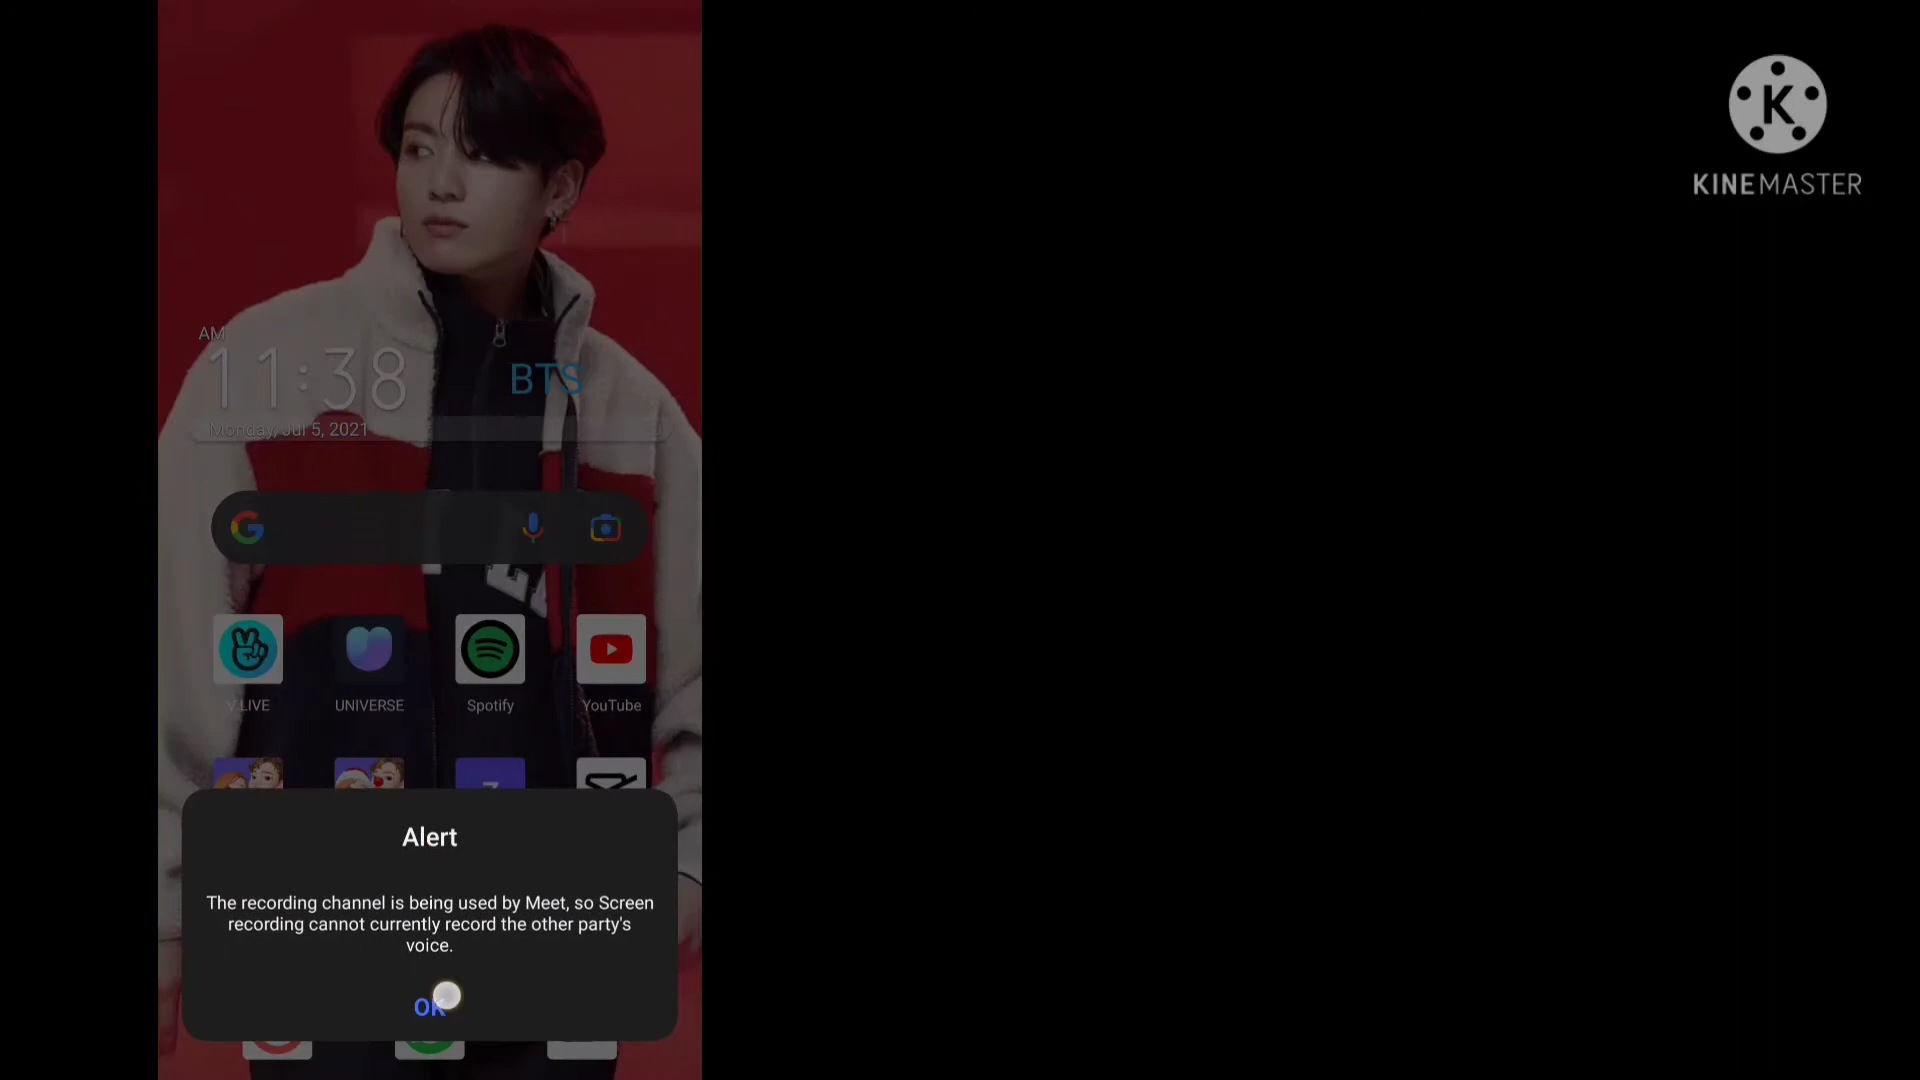 K
KINEMASTER
AM
11:38
BTS
Monday, Jul 5, 2021
G
V LIVE
UNIVERSE
Spotify
YouTube
Alert
The recording channel is being used by Meet, so Screen
recording cannot currently record the other party's
voice.
OK